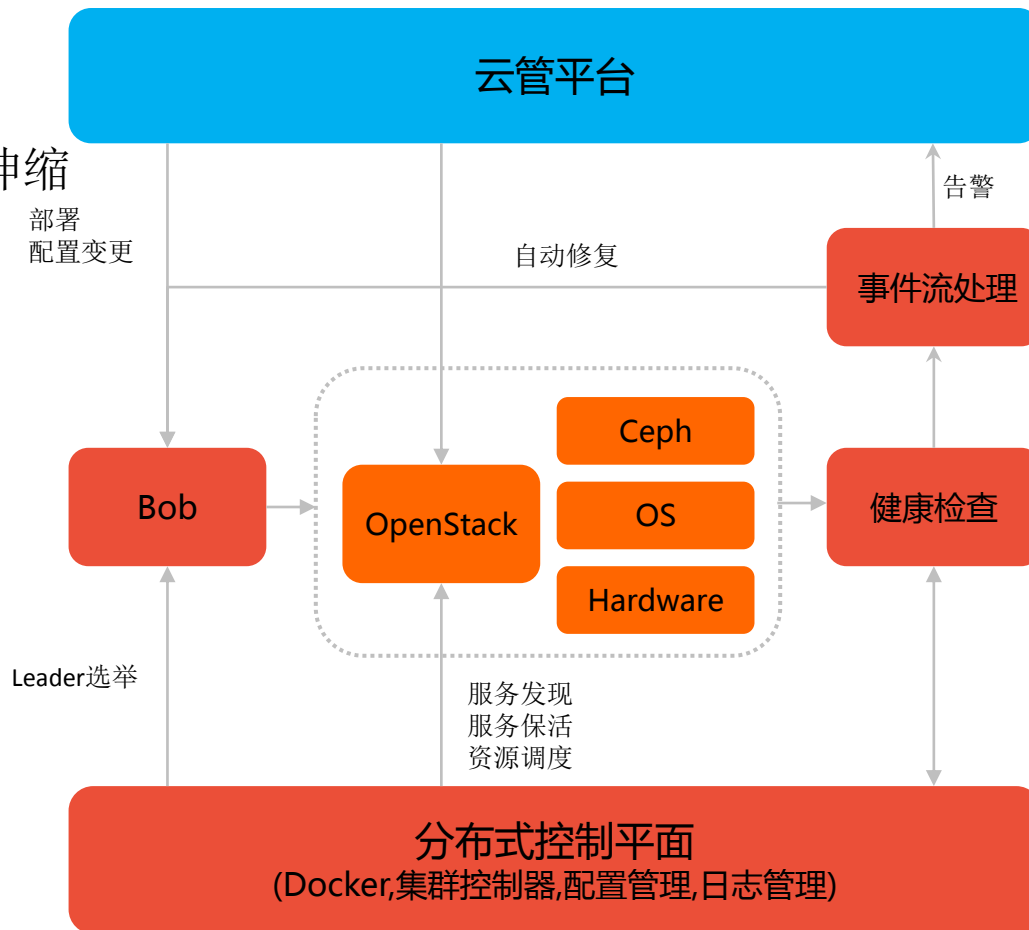 云管平台
伸缩
告警
部署
配置变更
自动修复
事件流处理
Ceph
Bob
OpenStack
OS
健康检查
Hardware
Leader选举
服务发现
服务保活
资源调度
分布式控制平面
(Docker,集群控制器,配置管理,日志管理)